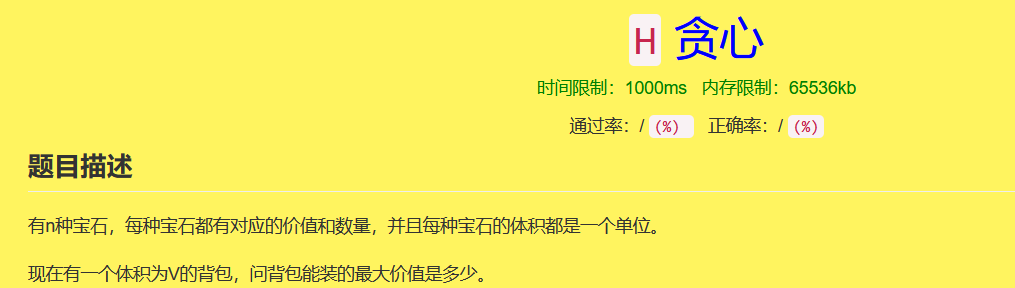 H 贪心
时间限制：1000ms 内存限制：65536kb
通过率：/ (%) 正确率：/ (%)
题目描述
有n种宝石，每种宝石都有对应的价值和数量，并且每种宝石的体积都是一个单位。
现在有一个体积为V的背包，问背包能装的最大价值是多少。